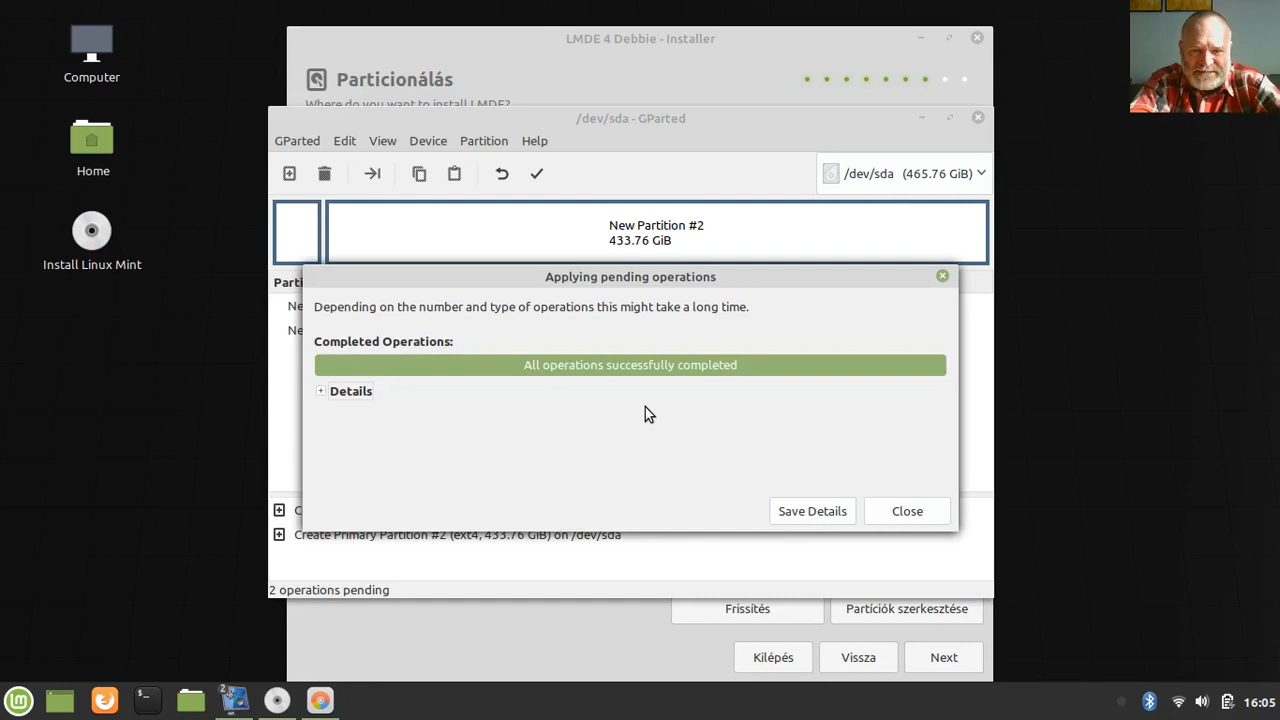 Computer
Home
Install Linux Mint
LMDE 4 Debbie - Installer
Particionálás
Where do you want to install LMDE?
/dev/sda - GParted
GParted Edit View Device Partition Help
/dev/sda (465.76 GiB)
New Partition #2
433.76 GiB
Parti
Ne
Ne
Applying pending operations
Depending on the number and type of operations this might take a long time.
Completed Operations:
All operations successfully completed
Details
Save Details Close
C
Create Primary Partition #2 (ext4, 433.76 GiB) on /dev/sda
2 operations pending
Frissítés Partíciók szerkesztése
Kilépés Vissza Next
2
16:05